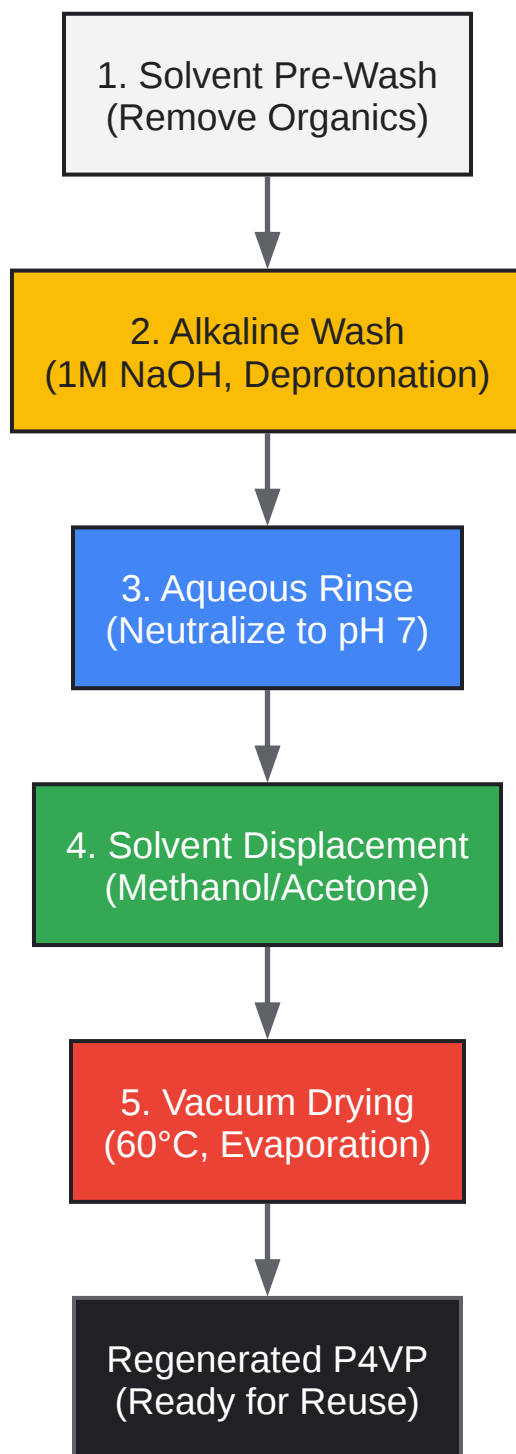 1. Solvent Pre-Wash
(Remove Organics)
2. Alkaline Wash
(1M NaOH, Deprotonation)
3. Aqueous Rinse
(Neutralize to pH 7)
4. Solvent Displacement
(Methanol/Acetone)
5. Vacuum Drying
(60°C, Evaporation)
Regenerated P4VP
(Ready for Reuse)